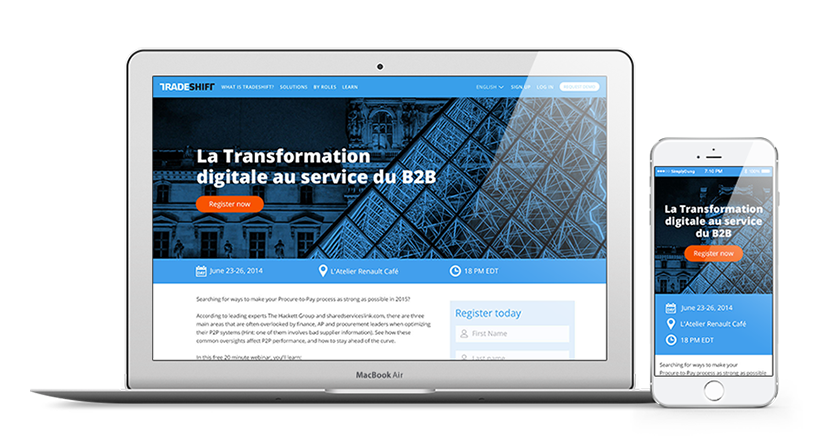 TRADESHIFT WHAT IS TRADESHIFT? SOLUTIONS BY ROLES LEARN ENGLISH SIGN UP LOG IN REQUEST DEMO
La Transformation
digitale au service du B2B
Register now
June 23-26, 2014 L'Atelier Renault Café 18 PM EDT
Searching for ways to make your Procure-to-Pay process as strong as possible in 2015?
According to leading experts The Hackett Group and sharedserviceslink.com, there are three
main areas that are often overlooked by finance, AP and procurement leaders when optimizing
their P2P systems (Hint: one of them involves bad supplier information). See how these
common oversights affect P2P performance, and how to stay ahead of the curve.
In this free 20 minute webinar, you'll learn:
Register today
First Name
Last name
MacBook Air
SimplyDung 7:10 PM
La Transformation
digitale au service
du B2B
Register now
June 23-26, 2014
L'Atelier Renault Café
18 PM EDT
Searching for ways to make your
Procure-to-Pay process as strong as possible